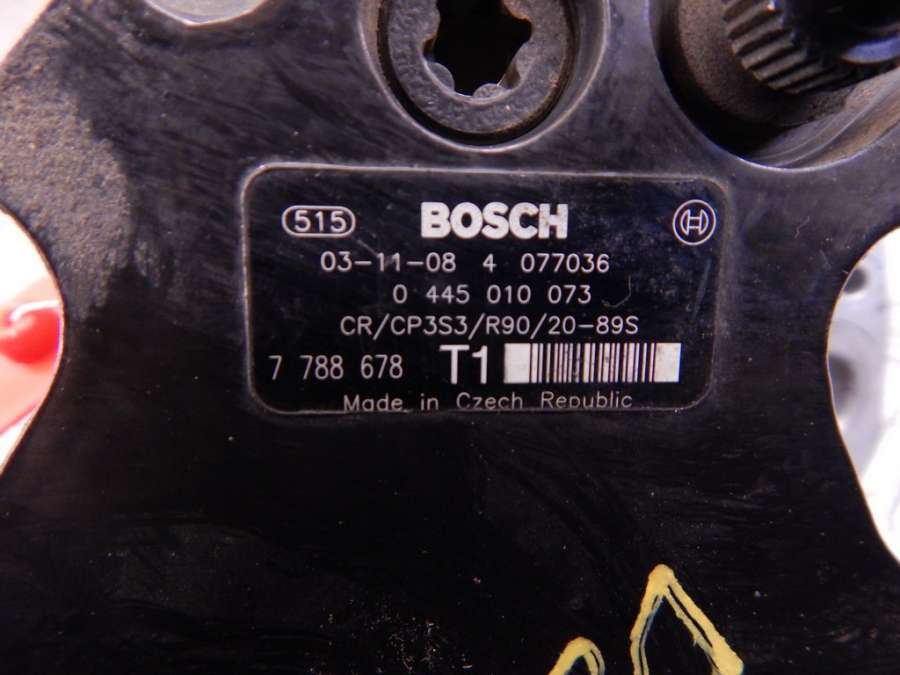 515 BOSCH
03-11-08 4 077036
0 445 010 073
CR/CP3S3/R90/20-89S
7 788 678 T1
Made in Czech Republic